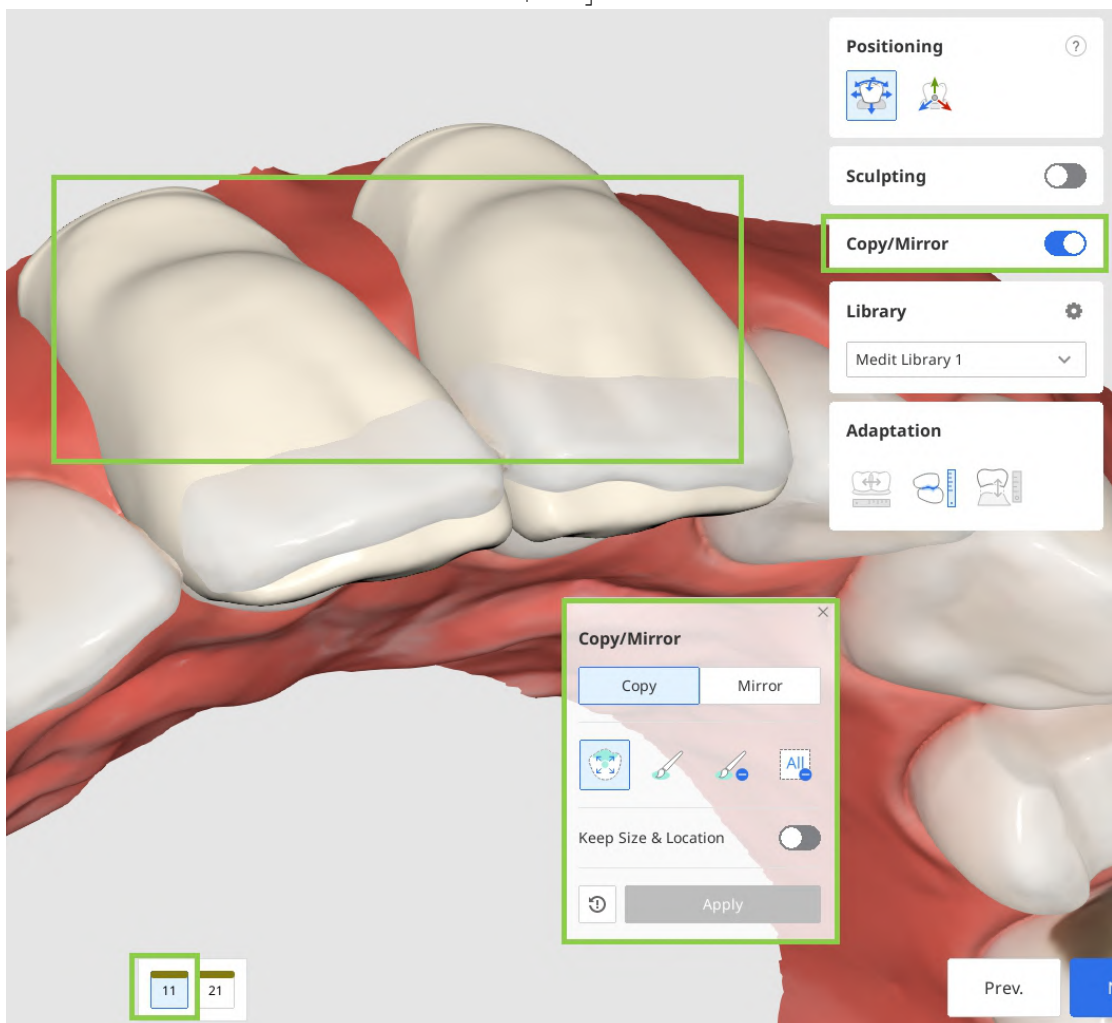 Positioning
?
Sculpting
Copy/Mirror
Library
Medit Library 1
Adaptation
Copy/Mirror
Copy Mirror
All
Keep Size & Location
Apply
11 21
Prev.